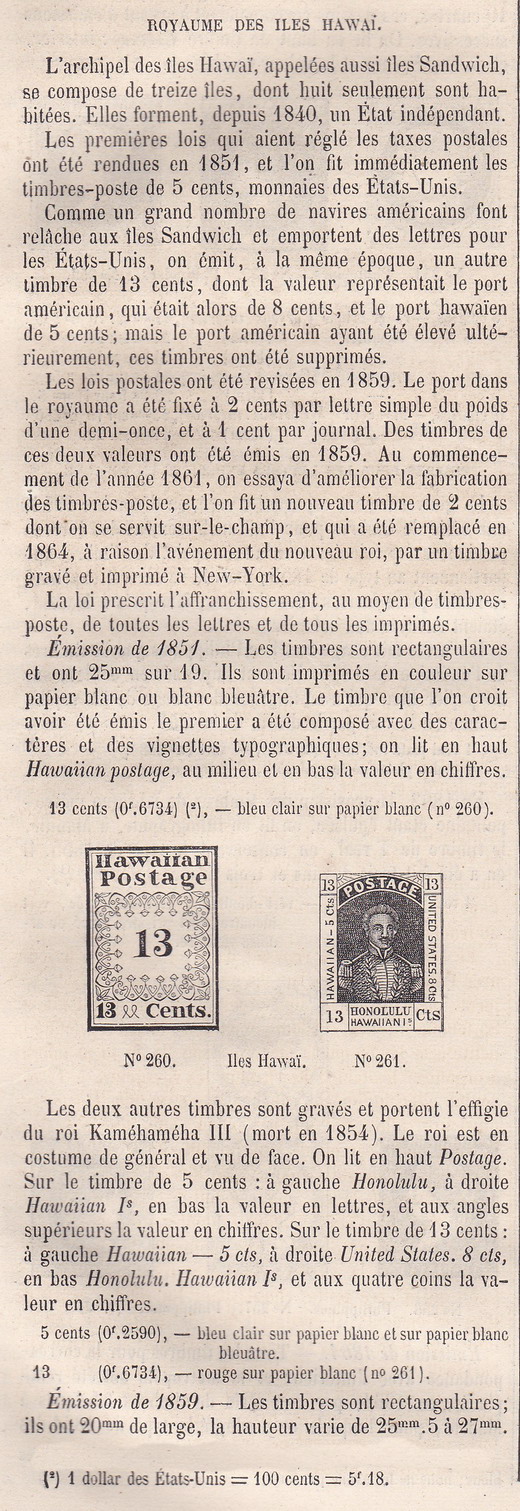 ROYAUME DES ILES HAWAÏ.
L'archipel des îles Hawaï, appelées aussi îles Sandwich,
se compose de treize îles, dont huit seulement sont ha-
bitées. Elles forment, depuis 1840, un État indépendant.
Les premières lois qui aient réglé les taxes postales
ont été rendues en 1851, et l'on fit immédiatement les
timbres-poste de 5 cents, monnaies des États-Unis.
Comme un grand nombre de navires américains font
relâche aux îles Sandwich et emportent des lettres pour
les États-Unis, on émit, à la même époque, un autre
timbre de 13 cents, dont la valeur représentait le port
américain, qui était alors de 8 cents, et le port hawaïen
de 5 cents; mais le port américain ayant été élevé ulté-
rieurement, ces timbres ont été supprimés.
Les lois postales ont été revisées en 1859. Le port dans
le royaume a été fixé à 2 cents par lettre simple du poids
d'une demi-once, et à 1 cent par journal. Des timbres de
ces deux valeurs ont été émis en 1859. Au commence-
ment de l'année 1861, on essaya d'améliorer la fabrication
des timbres-poste, et l'on fit un nouveau timbre de 2 cents
dont on se servit sur-le-champ, et qui a été remplacé en
1864, à raison l'avénement du nouveau roi, par un timbre
gravé et imprimé à New-York.
La loi prescrit l'affranchissement, au moyen de timbres-
poste, de toutes les lettres et de tous les imprimés.
Émission de 1851. — Les timbres sont rectangulaires
et ont 25mm sur 19. Ils sont imprimés en couleur sur
papier blanc ou blanc bleuâtre. Le timbre que l'on croit
avoir été émis le premier a été composé avec des carac-
tères et des vignettes typographiques; on lit en haut
Hawaiian postage, au milieu et en bas la valeur en chiffres.
13 cents (0f.6734) (²), — bleu clair sur papier blanc (n° 260).
Hawaiian
Postage
13
13 Cents.
13 POSTAGE 13
HAWAIIAN — 5 Cts
UNITED STATES. 8 Cts
13 HONOLULU Cts
HAWAIIAN Is
N° 260. Iles Hawaï. N° 261.
Les deux autres timbres sont gravés et portent l'effigie
du roi Kaméhaméha III (mort en 1854). Le roi est en
costume de général et vu de face. On lit en haut Postage.
Sur le timbre de 5 cents : à gauche Honolulu, à droite
Hawaiian Is, en bas la valeur en lettres, et aux angles
supérieurs la valeur en chiffres. Sur le timbre de 13 cents :
à gauche Hawaiian — 5 cts, à droite United States. 8 cts,
en bas Honolulu. Hawaiian Is, et aux quatre coins la va-
leur en chiffres.
5 cents (0f.2590), — bleu clair sur papier blanc et sur papier blanc
bleuâtre.
13 (0f.6734), — rouge sur papier blanc (n° 261).
Émission de 1859. — Les timbres sont rectangulaires;
ils ont 20mm de large, la hauteur varie de 25mm.5 à 27mm.
(²) 1 dollar des États-Unis = 100 cents = 5f.18.